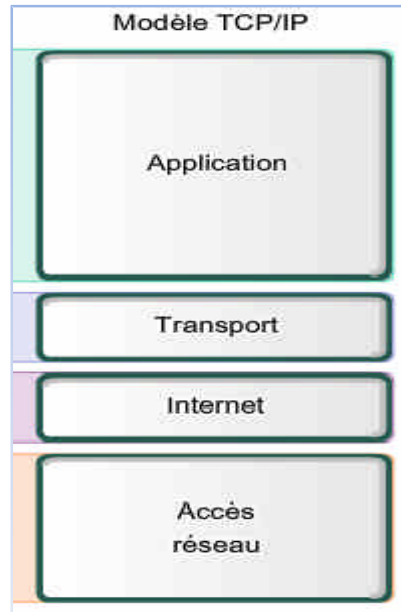 Modèle TCP/IP
Application
Transport
Internet
Accès
réseau